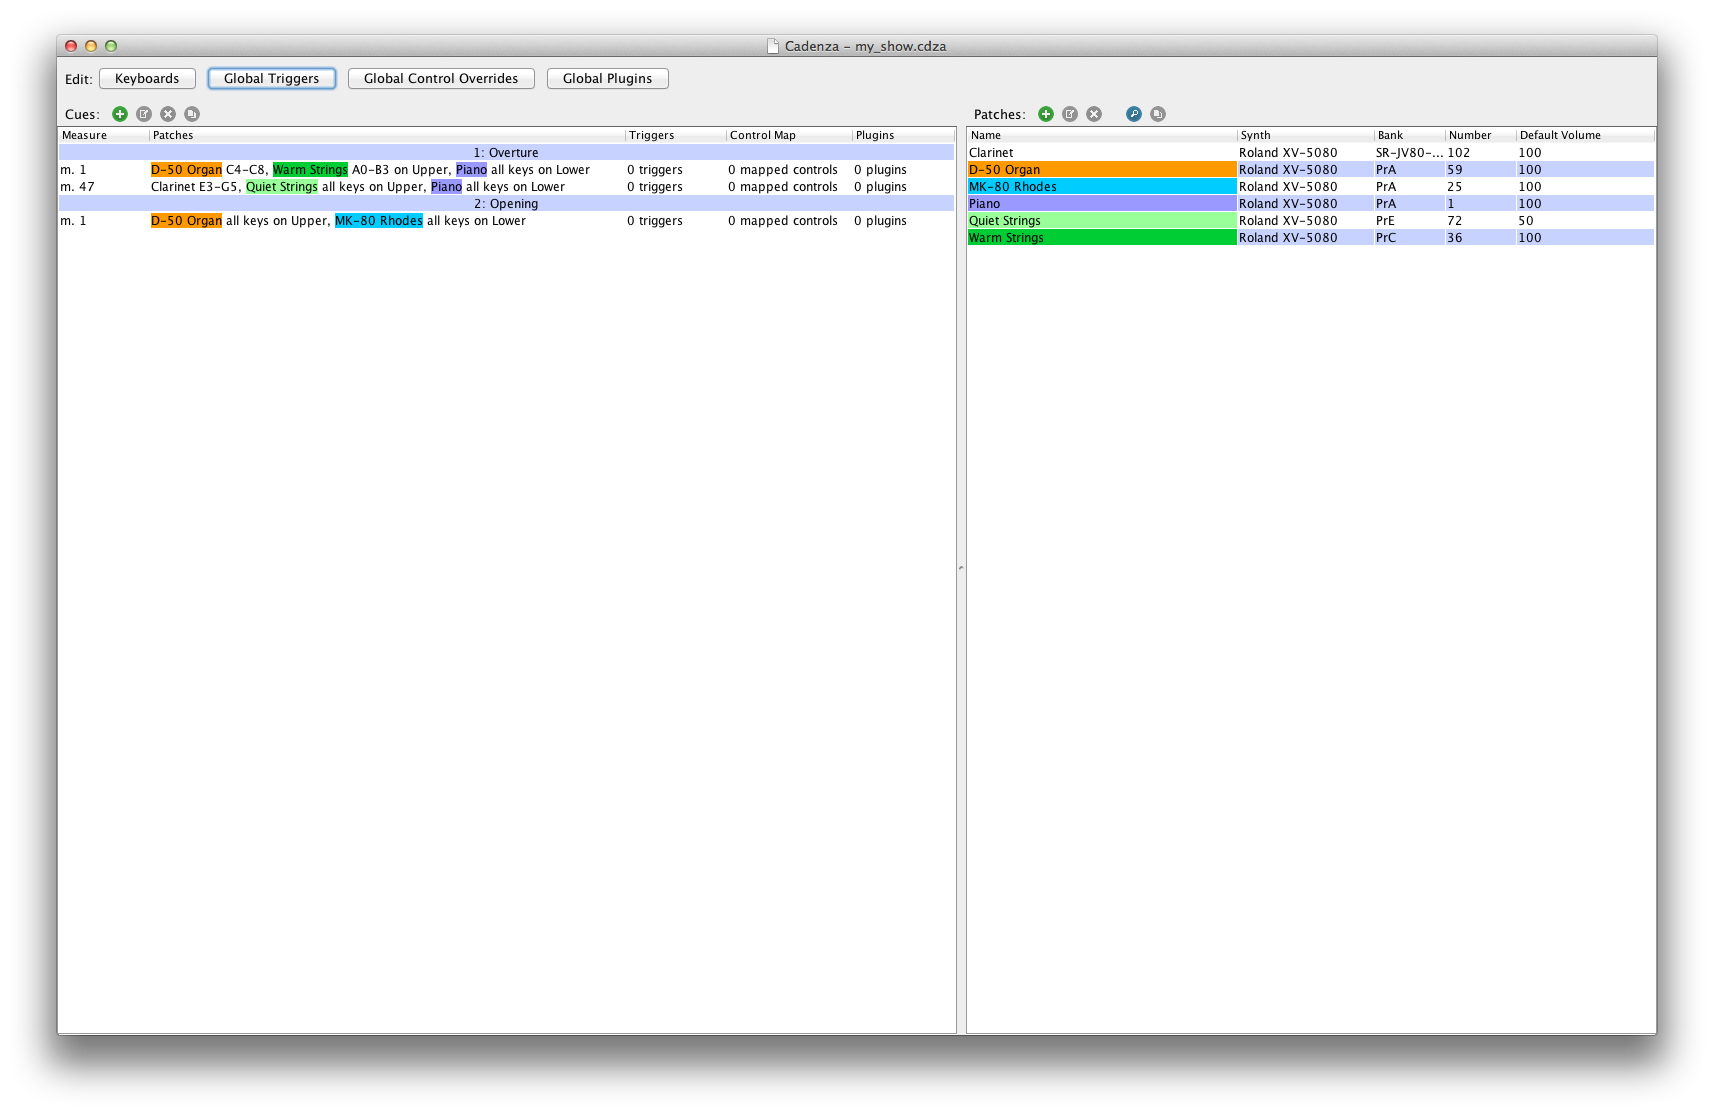 Cadenza – my_show.cdza
Edit: Keyboards Global Triggers Global Control Overrides Global Plugins
Cues:
Measure Patches Triggers Control Map Plugins
1: Overture
m. 1 D-50 Organ C4-C8, Warm Strings A0-B3 on Upper, Piano all keys on Lower 0 triggers 0 mapped controls 0 plugins
m. 47 Clarinet E3-G5, Quiet Strings all keys on Upper, Piano all keys on Lower 0 triggers 0 mapped controls 0 plugins
2: Opening
m. 1 D-50 Organ all keys on Upper, MK-80 Rhodes all keys on Lower 0 triggers 0 mapped controls 0 plugins
Patches:
Name Synth Bank Number Default Volume
Clarinet Roland XV-5080 SR-JV80-... 102 100
D-50 Organ Roland XV-5080 PrA 59 100
MK-80 Rhodes Roland XV-5080 PrA 25 100
Piano Roland XV-5080 PrA 1 100
Quiet Strings Roland XV-5080 PrE 72 50
Warm Strings Roland XV-5080 PrC 36 100